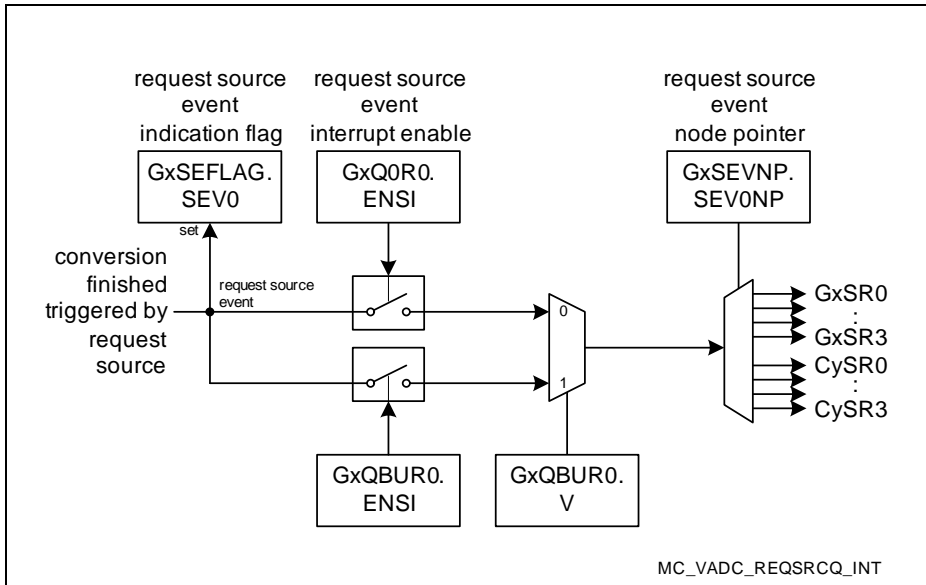 request source
event
indication flag
request source
event
interrupt enable
request source
event
node pointer
GxSEFLAG.
SEV0
GxQ0R0.
ENSI
GxSEVNP.
SEV0NP
set
conversion
finished
triggered by
request
source
request source
event
0
1
GxSR0
:
GxSR3
CySR0
:
CySR3
GxQBUR0.
ENSI
GxQBUR0.
V
MC_VADC_REQSRCQ_INT